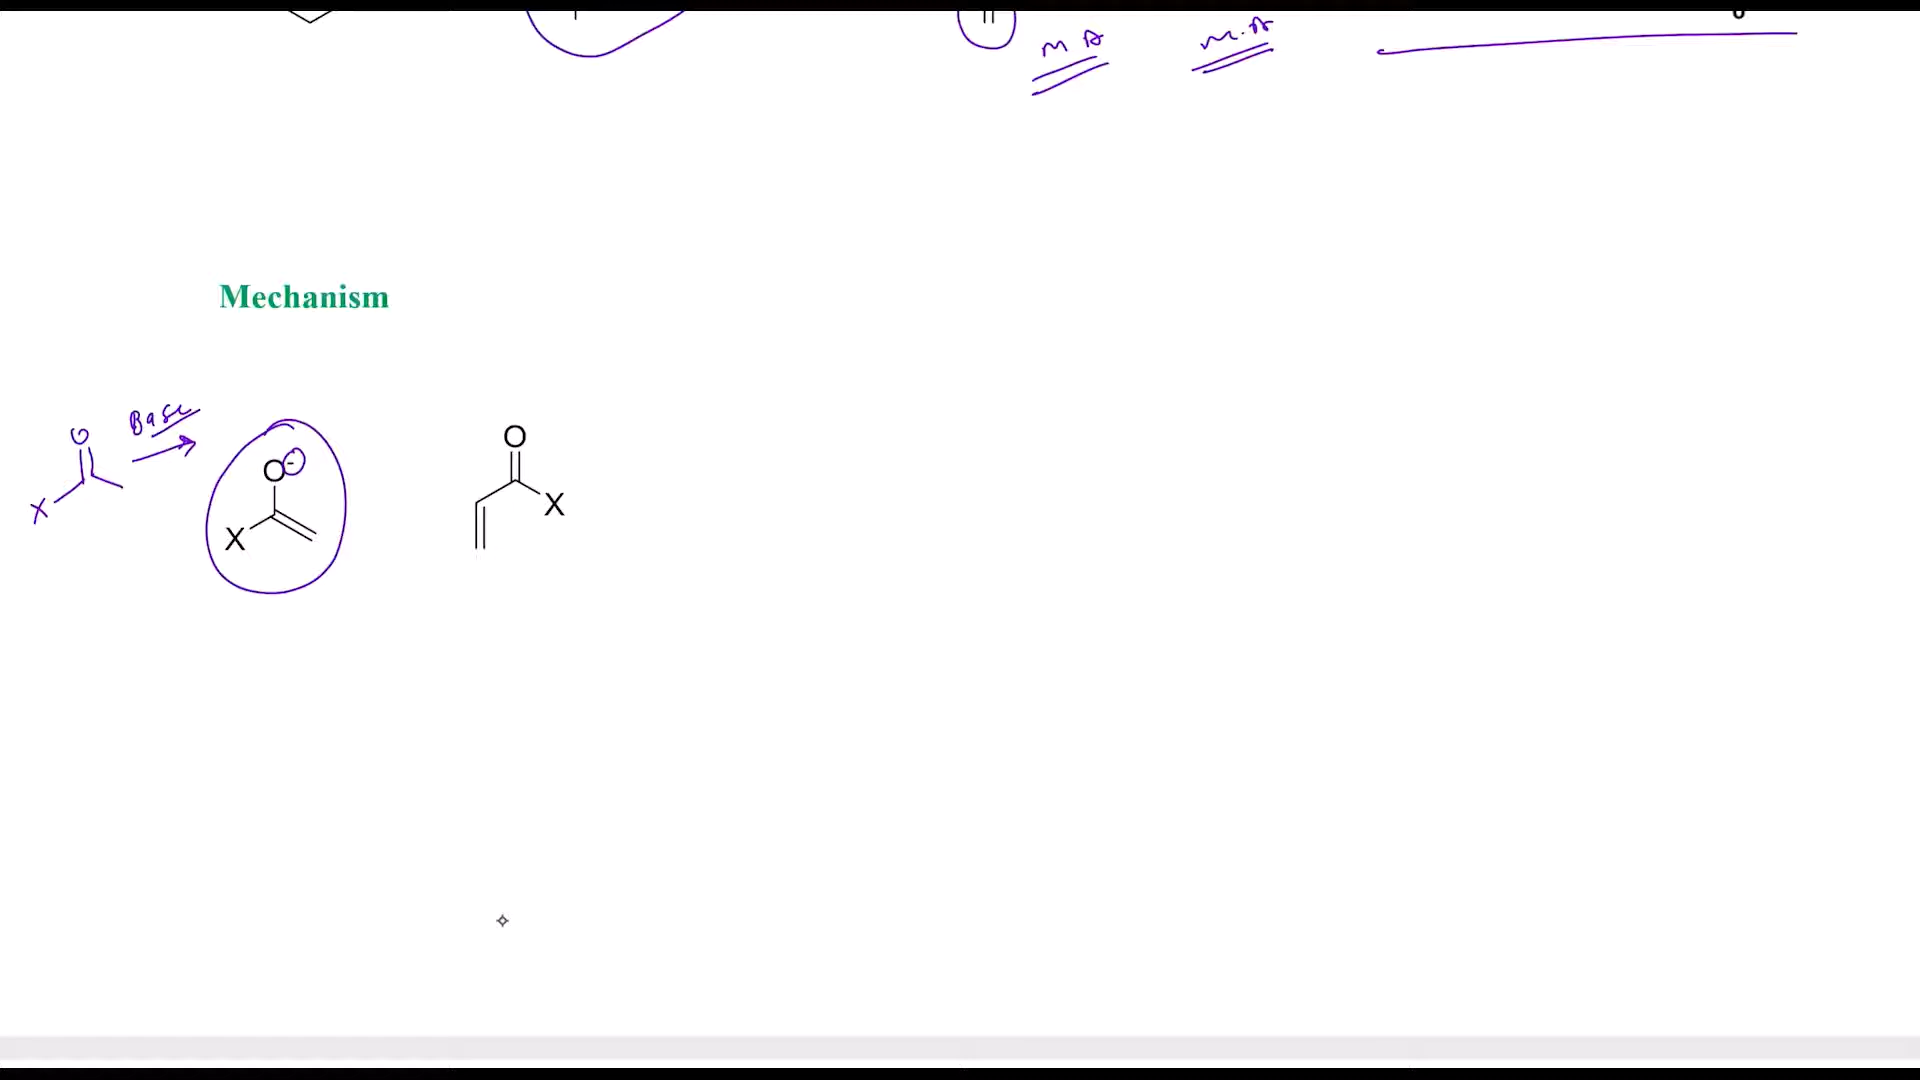 M A
M.A
Mechanism
Base
O
X
O-
X
O
X